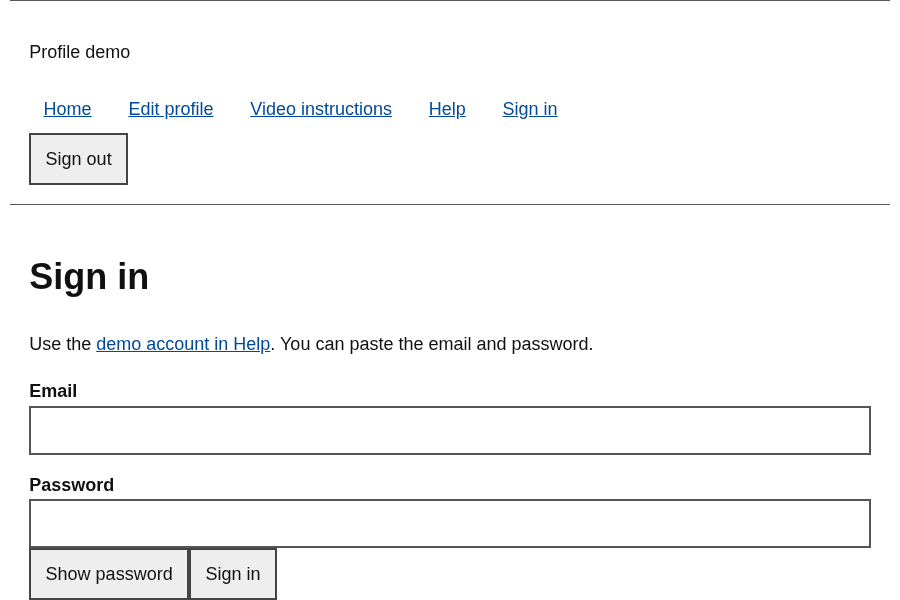 Profile demo
Home Edit profile Video instructions Help Sign in
Sign out
Sign in
Use the demo account in Help. You can paste the email and password.
Email
Password
Show password Sign in